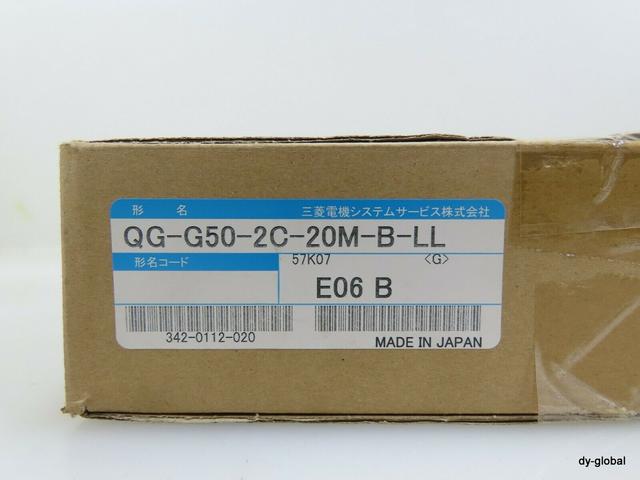 形 名 三菱電機システムサービス株式会社
QG-G50-2C-20M-B-LL
形名コード 57K07 <G>
E06 B
342-0112-020 MADE IN JAPAN
dy-global